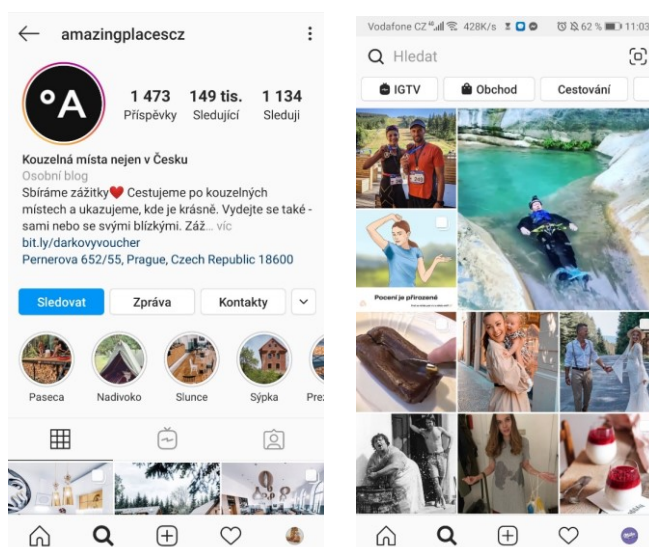 amazingplacescz
°A
1 473 149 tis. 1 134
Příspěvky Sledující Sleduji
Kouzelná místa nejen v Česku
Osobní blog
Sbíráme zážitky❤ Cestujeme po kouzelných
místech a ukazujeme, kde je krásně. Vydejte se také -
sami nebo se svými blízkými. Záž... víc
bit.ly/darkovyvoucher
Pernerova 652/55, Prague, Czech Republic 18600
Sledovat Zpráva Kontakty
Paseca Nadivoko Slunce Sýpka Prez
Vodafone CZ 428K/s 62 % 11:03
Hledat
IGTV Obchod Cestování
Pocení je přirozené